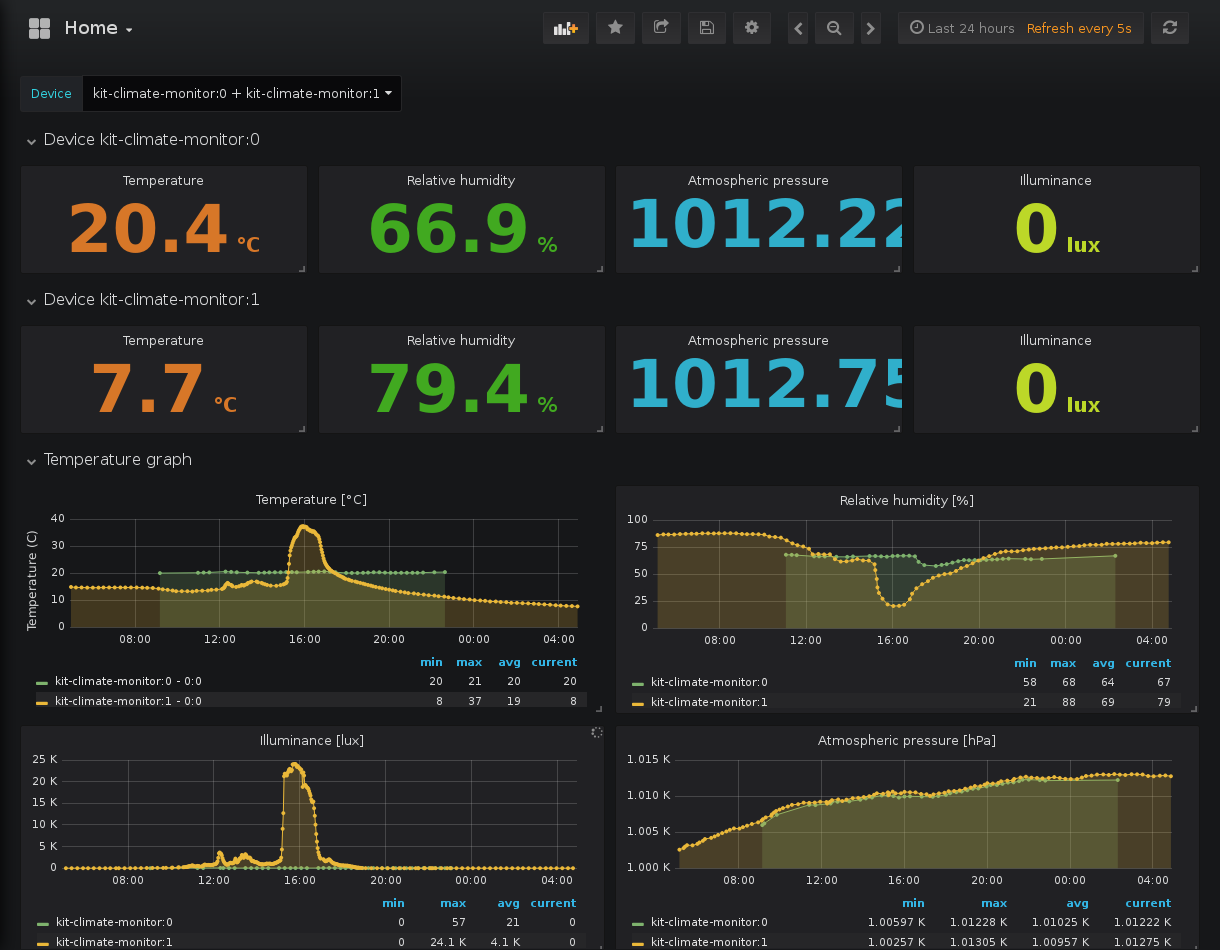 Home
Last 24 hours Refresh every 5s
Device kit-climate-monitor:0 + kit-climate-monitor:1
Device kit-climate-monitor:0
Temperature Relative humidity Atmospheric pressure Illuminance
20.4 °C 66.9 % 1012.22 0 lux
Device kit-climate-monitor:1
Temperature Relative humidity Atmospheric pressure Illuminance
7.7 °C 79.4 % 1012.75 0 lux
Temperature graph
Temperature [°C]
Temperature (C)
40
30
20
10
0
08:00 12:00 16:00 20:00 00:00 04:00
min max avg current
kit-climate-monitor:0 - 0:0 20 21 20 20
kit-climate-monitor:1 - 0:0 8 37 19 8
Relative humidity [%]
100
75
50
25
0
08:00 12:00 16:00 20:00 00:00 04:00
min max avg current
kit-climate-monitor:0 58 68 64 67
kit-climate-monitor:1 21 88 69 79
Illuminance [lux]
25 K
20 K
15 K
10 K
5 K
0
08:00 12:00 16:00 20:00 00:00 04:00
min max avg current
kit-climate-monitor:0 0 57 21 0
kit-climate-monitor:1 0 24.1 K 4.1 K 0
Atmospheric pressure [hPa]
1.015 K
1.010 K
1.005 K
1.000 K
08:00 12:00 16:00 20:00 00:00 04:00
min max avg current
kit-climate-monitor:0 1.00597 K 1.01228 K 1.01025 K 1.01222 K
kit-climate-monitor:1 1.00257 K 1.01305 K 1.00957 K 1.01275 K